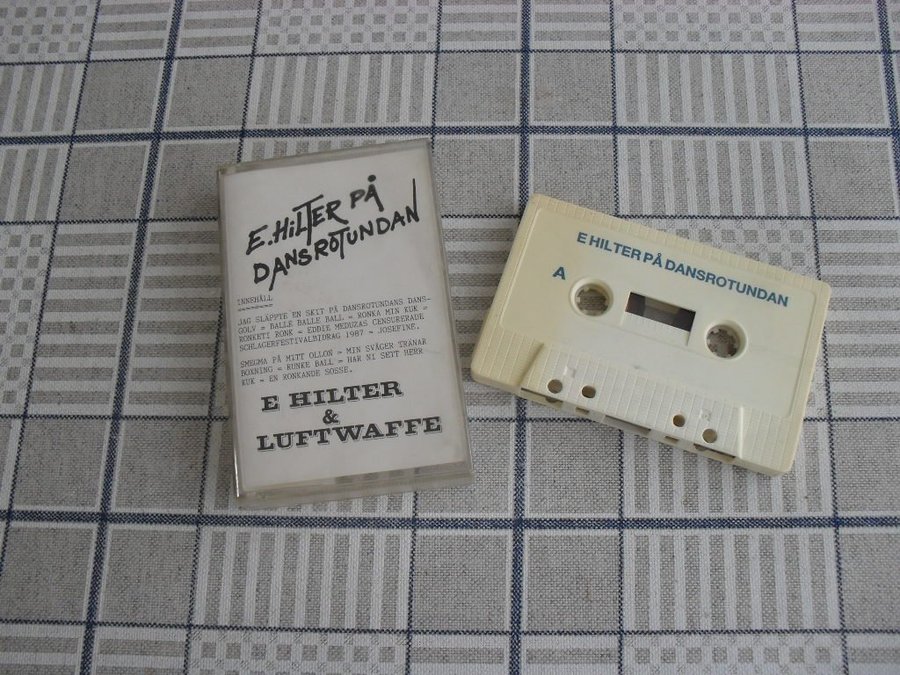 E. HILTER PÅ
DANSROTUNDAN
INNEHÅLL
JAG SLÄPPTE EN SKIT PÅ DANSROTUNDANS DANS-
GOLV = BALLE BALLE BALL = RONKA MIN KUK =
RONKETI RONK = EDDIE MEDUZAS CENSURERADE
SCHLAGERFESTIVALBIDRAG 1987 = JOSEFINE.
SMEGMA PÅ MITT OLLON = MIN SVÅGER TRÄNAR
BOXNING = RUNKE BALL = HAR NI SETT HERR
KUK = EN RONKANDE SOSSE.
E HILTER
&
LUFTWAFFE
E HILTER PÅ DANSROTUNDAN
A